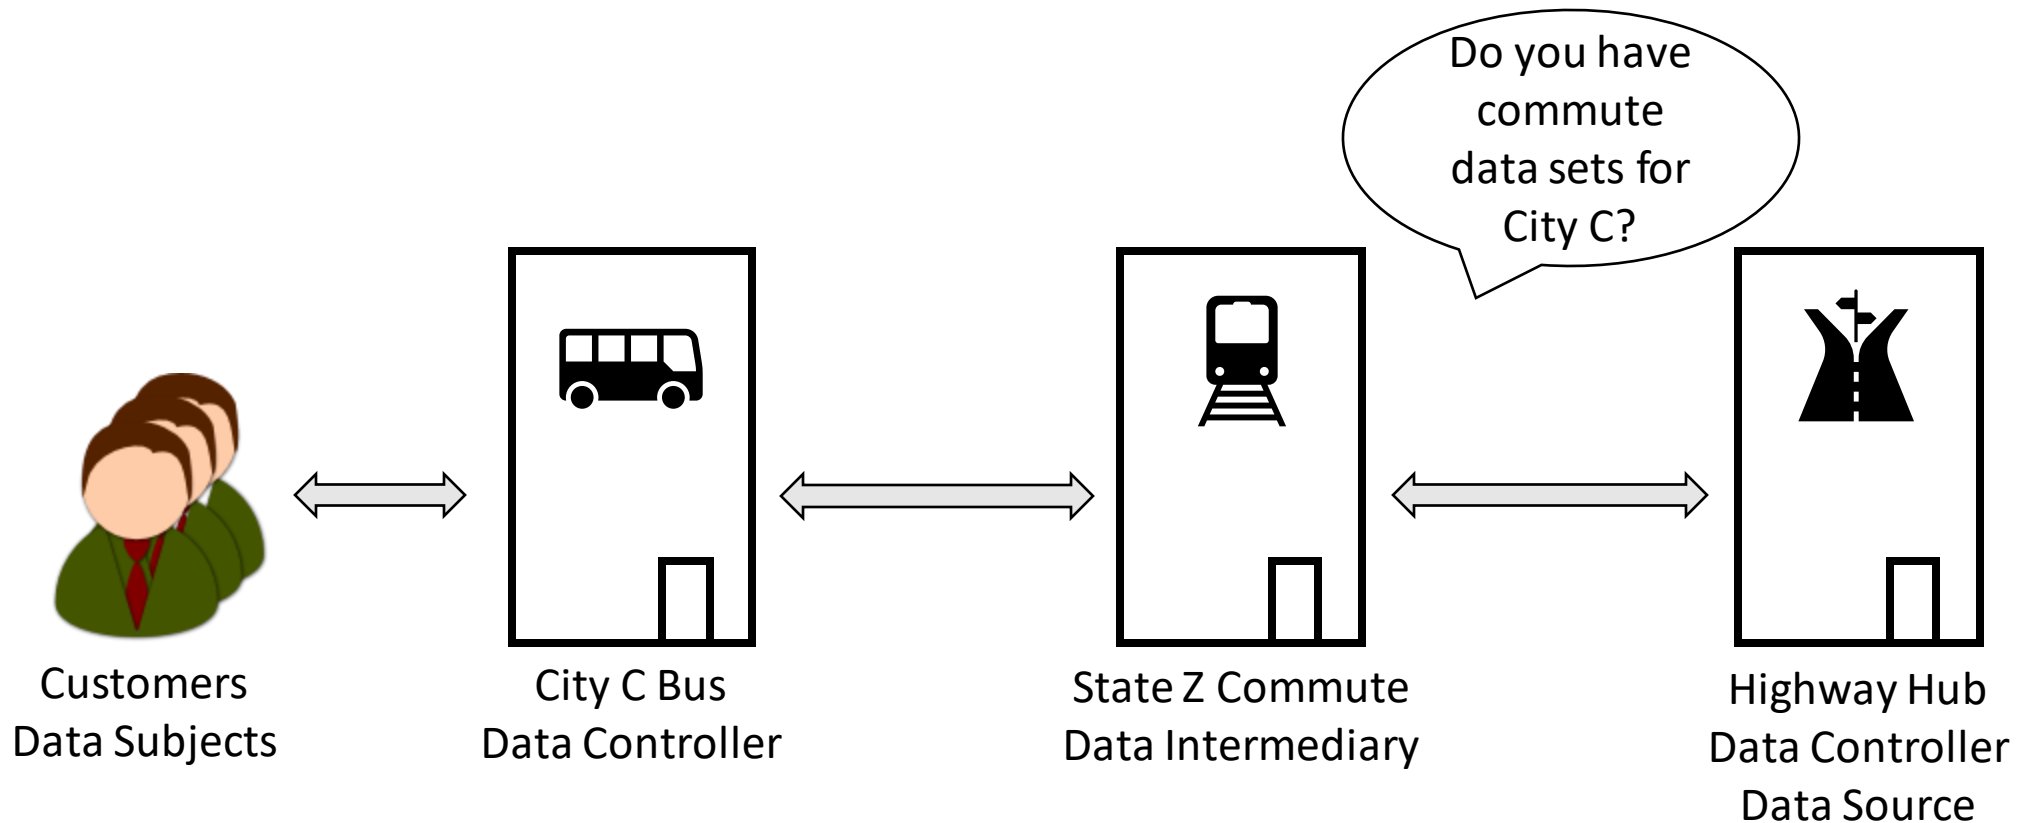 Do you have
commute
data sets for
City C?
Customers
Data Subjects
City C Bus
Data Controller
State Z Commute
Data Intermediary
Highway Hub
Data Controller
Data Source